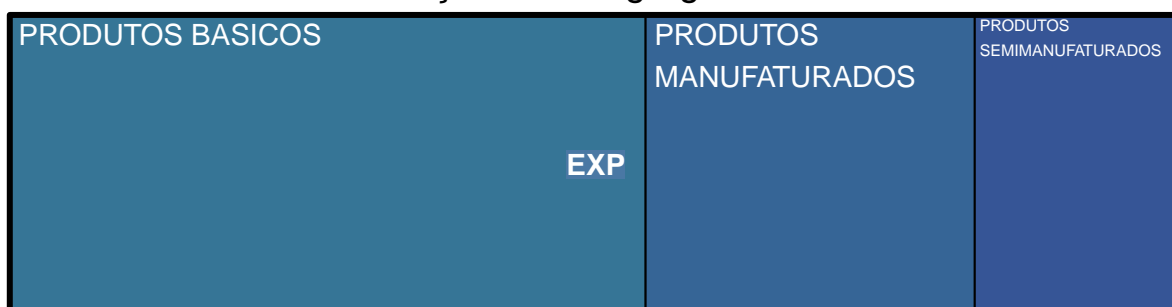 PRODUTOS BASICOS
PRODUTOS
MANUFATURADOS
PRODUTOS
SEMIMANUFATURADOS
EXP